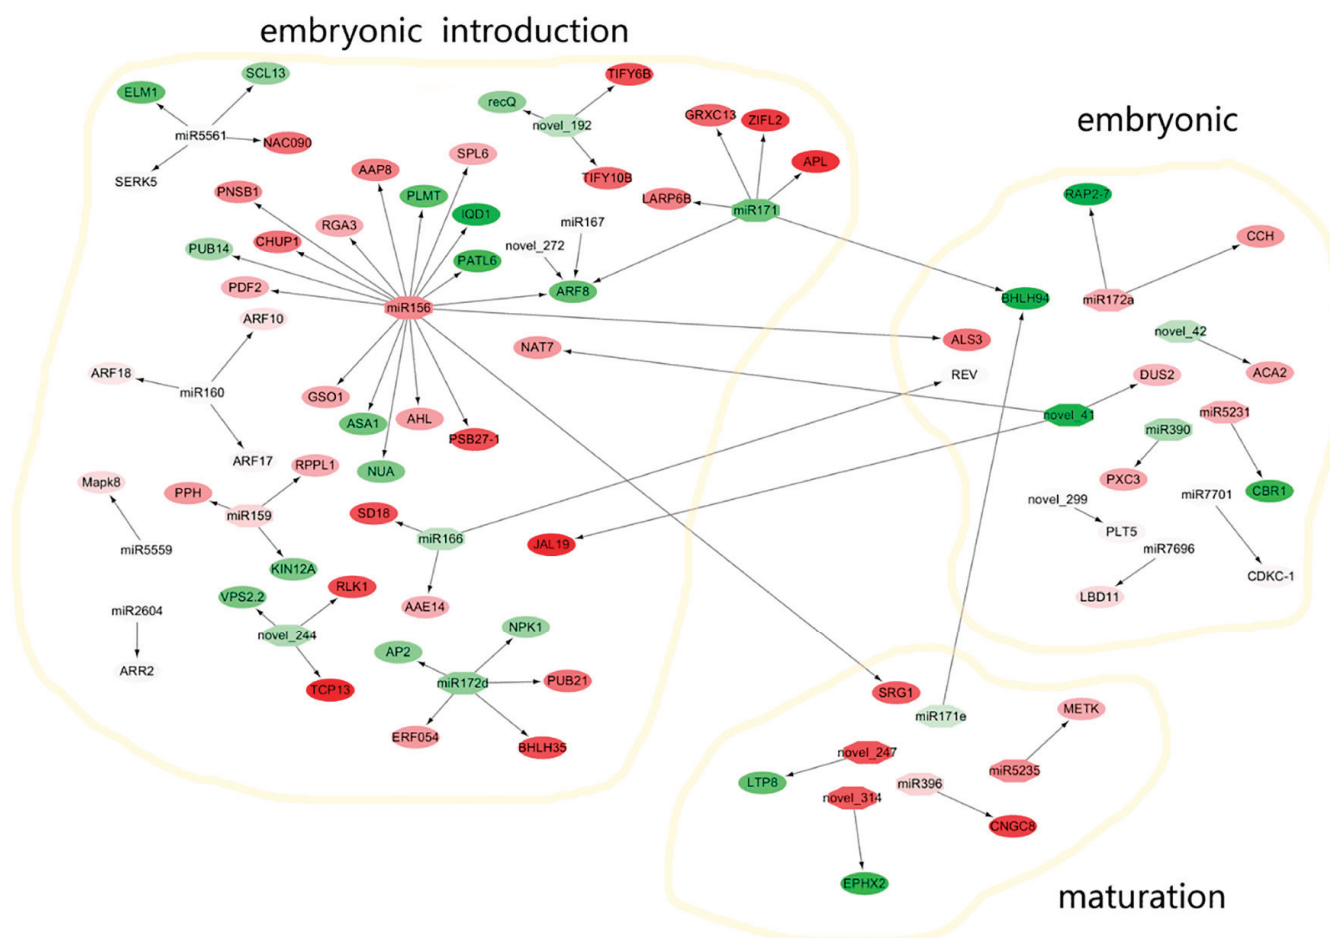 embryonic introduction
embryonic
maturation
SCL13
ELM1
miR5561
NAC090
SERK5
recQ
TIFY6B
novel_192
TIFY10B
GRXC13
ZIFL2
APL
LARP6B
miR171
SPL6
AAP8
PLMT
PNSB1
IQD1
RGA3
CHUP1
PUB14
PATL6
PDF2
miR156
miR167
novel_272
ARF8
ARF10
ARF18
miR160
ARF17
GSO1
ASA1
AHL
PSB27-1
NUA
NAT7
ALS3
REV
BHLH94
RAP2-7
CCH
miR172a
novel_42
ACA2
DUS2
novel_41
miR5231
miR390
PXC3
CBR1
miR7701
novel_299
PLT5
miR7696
CDKC-1
LBD11
Mapk8
miR5559
RPPL1
PPH
miR159
KIN12A
SD18
miR166
AAE14
JAL19
VPS2.2
RLK1
novel_244
TCP13
miR2604
ARR2
NPK1
AP2
miR172d
PUB21
ERF054
BHLH35
SRG1
miR171e
METK
miR5235
novel_247
LTP8
miR396
novel_314
CNGC8
EPHX2